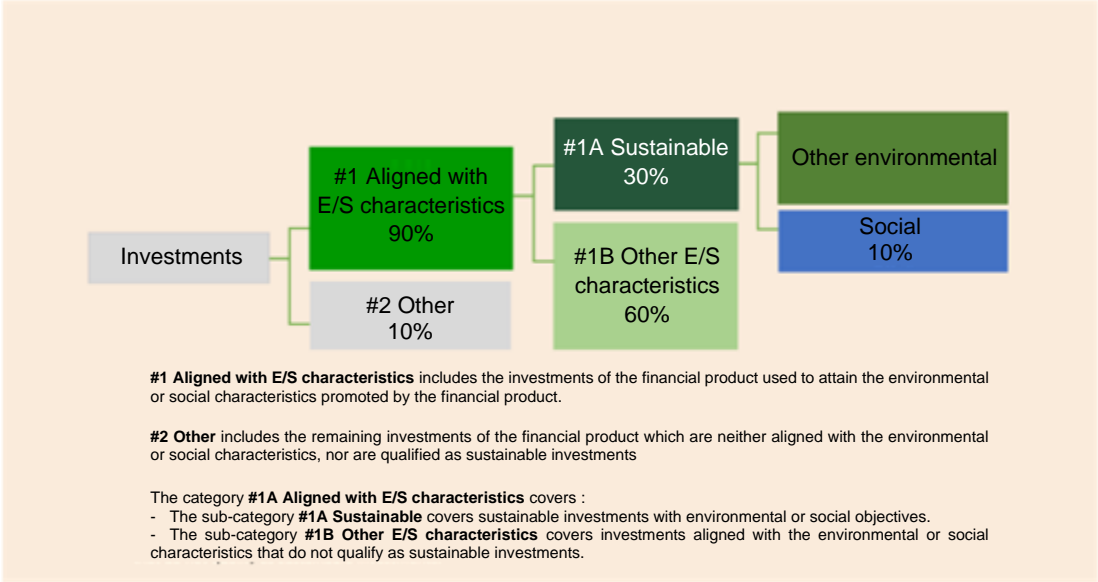 #1A Sustainable
30%
Other environmental
#1 Aligned with
E/S characteristics
90%
Social
10%
Investments
#1B Other E/S
characteristics
60%
#2 Other
10%
#1 Aligned with E/S characteristics includes the investments of the financial product used to attain the environmental
or social characteristics promoted by the financial product.
#2 Other includes the remaining investments of the financial product which are neither aligned with the environmental
or social characteristics, nor are qualified as sustainable investments
The category #1A Aligned with E/S characteristics covers :
- The sub-category #1A Sustainable covers sustainable investments with environmental or social objectives.
- The sub-category #1B Other E/S characteristics covers investments aligned with the environmental or social
characteristics that do not qualify as sustainable investments.